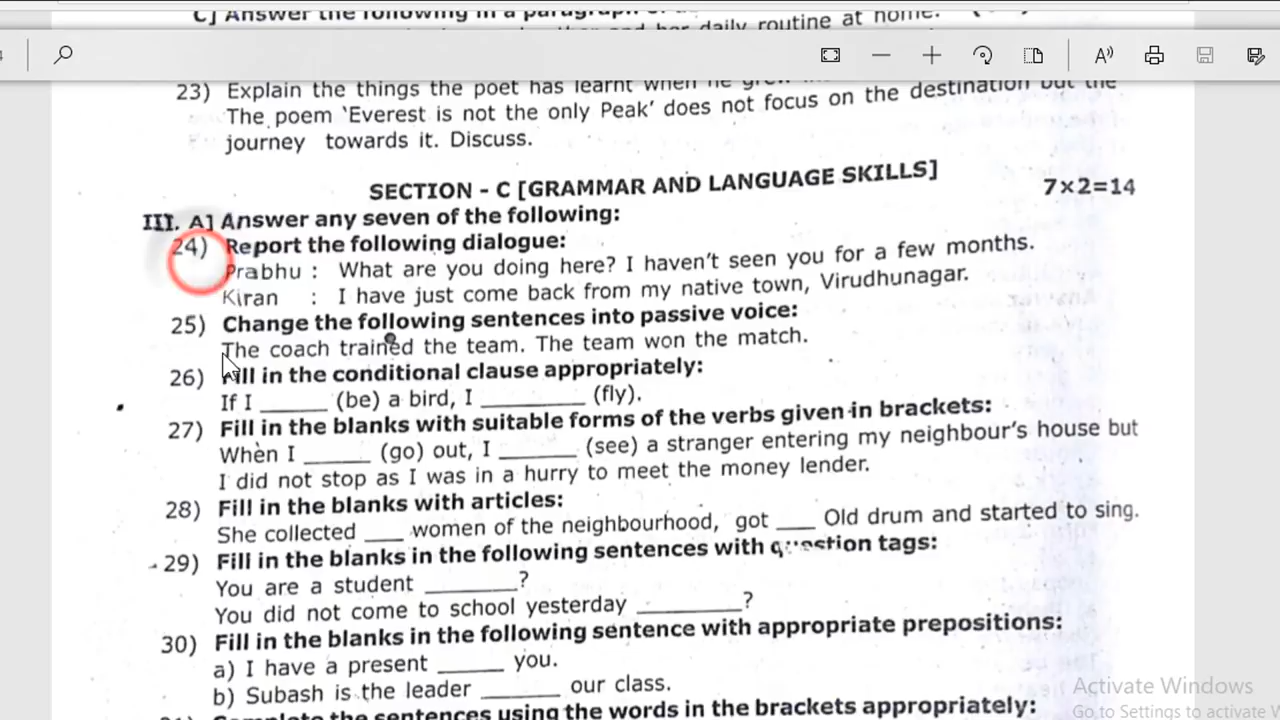 C] Answer the following in a paragraph of
her daily routine at home.
23) Explain the things the poet has learnt when he grew
The poem 'Everest is not the only Peak' does not focus on the destination but the
journey towards it. Discuss.
SECTION - C [GRAMMAR AND LANGUAGE SKILLS]
7×2=14
III. A] Answer any seven of the following:
24) Report the following dialogue:
Prabhu : What are you doing here? I haven't seen you for a few months.
Kiran : I have just come back from my native town, Virudhunagar.
25) Change the following sentences into passive voice:
The coach trained the team. The team won the match.
26) Fill in the conditional clause appropriately:
If I ______ (be) a bird, I _________ (fly).
27) Fill in the blanks with suitable forms of the verbs given in brackets:
When I ______ (go) out, I _______ (see) a stranger entering my neighbour's house but
I did not stop as I was in a hurry to meet the money lender.
28) Fill in the blanks with articles:
She collected ___ women of the neighbourhood, got ___ Old drum and started to sing.
29) Fill in the blanks in the following sentences with question tags:
You are a student ________?
You did not come to school yesterday _________?
30) Fill in the blanks in the following sentence with appropriate prepositions:
a) I have a present ______ you.
b) Subash is the leader _______ our class.
Complete the sentences using the words in the brackets appropriately:
Activate Windows
Go to Settings to activate